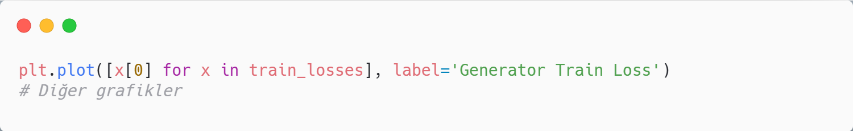 plt.plot([x[0] for x in train_losses], label='Generator Train Loss')
# Diğer grafikler